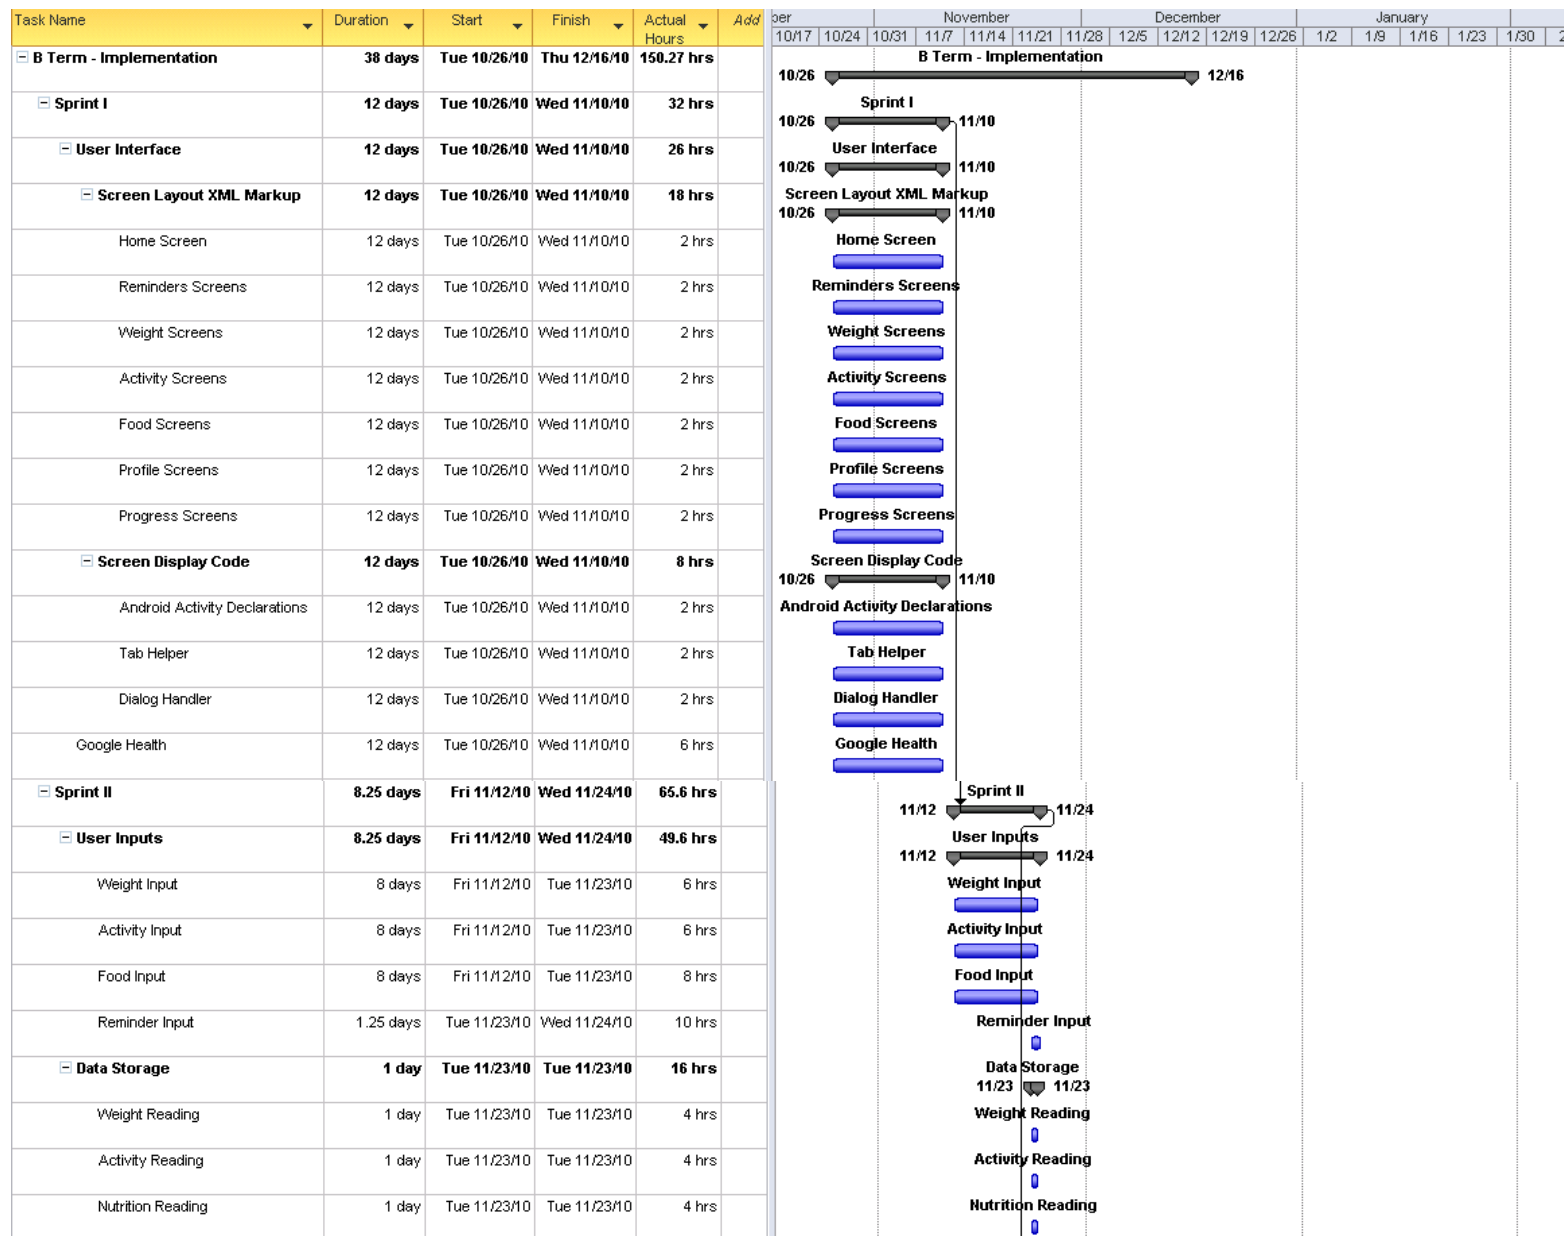 Task Name Duration Start Finish Actual Hours Add
ber November December January
10/17 10/24 10/31 11/7 11/14 11/21 11/28 12/5 12/12 12/19 12/26 1/2 1/9 1/16 1/23 1/30 2
B Term - Implementation 38 days Tue 10/26/10 Thu 12/16/10 150.27 hrs B Term - Implementation
10/26 12/16
Sprint I 12 days Tue 10/26/10 Wed 11/10/10 32 hrs Sprint I
10/26 11/10
User Interface 12 days Tue 10/26/10 Wed 11/10/10 26 hrs User Interface
10/26 11/10
Screen Layout XML Markup 12 days Tue 10/26/10 Wed 11/10/10 18 hrs Screen Layout XML Markup
10/26 11/10
Home Screen 12 days Tue 10/26/10 Wed 11/10/10 2 hrs Home Screen
Reminders Screens 12 days Tue 10/26/10 Wed 11/10/10 2 hrs Reminders Screens
Weight Screens 12 days Tue 10/26/10 Wed 11/10/10 2 hrs Weight Screens
Activity Screens 12 days Tue 10/26/10 Wed 11/10/10 2 hrs Activity Screens
Food Screens 12 days Tue 10/26/10 Wed 11/10/10 2 hrs Food Screens
Profile Screens 12 days Tue 10/26/10 Wed 11/10/10 2 hrs Profile Screens
Progress Screens 12 days Tue 10/26/10 Wed 11/10/10 2 hrs Progress Screens
Screen Display Code 12 days Tue 10/26/10 Wed 11/10/10 8 hrs Screen Display Code
10/26 11/10
Android Activity Declarations 12 days Tue 10/26/10 Wed 11/10/10 2 hrs Android Activity Declarations
Tab Helper 12 days Tue 10/26/10 Wed 11/10/10 2 hrs Tab Helper
Dialog Handler 12 days Tue 10/26/10 Wed 11/10/10 2 hrs Dialog Handler
Google Health 12 days Tue 10/26/10 Wed 11/10/10 6 hrs Google Health
Sprint II 8.25 days Fri 11/12/10 Wed 11/24/10 65.6 hrs Sprint II
11/12 11/24
User Inputs 8.25 days Fri 11/12/10 Wed 11/24/10 49.6 hrs User Inputs
11/12 11/24
Weight Input 8 days Fri 11/12/10 Tue 11/23/10 6 hrs Weight Input
Activity Input 8 days Fri 11/12/10 Tue 11/23/10 6 hrs Activity Input
Food Input 8 days Fri 11/12/10 Tue 11/23/10 8 hrs Food Input
Reminder Input 1.25 days Tue 11/23/10 Wed 11/24/10 10 hrs Reminder Input
Data Storage 1 day Tue 11/23/10 Tue 11/23/10 16 hrs Data Storage
11/23 11/23
Weight Reading 1 day Tue 11/23/10 Tue 11/23/10 4 hrs Weight Reading
Activity Reading 1 day Tue 11/23/10 Tue 11/23/10 4 hrs Activity Reading
Nutrition Reading 1 day Tue 11/23/10 Tue 11/23/10 4 hrs Nutrition Reading